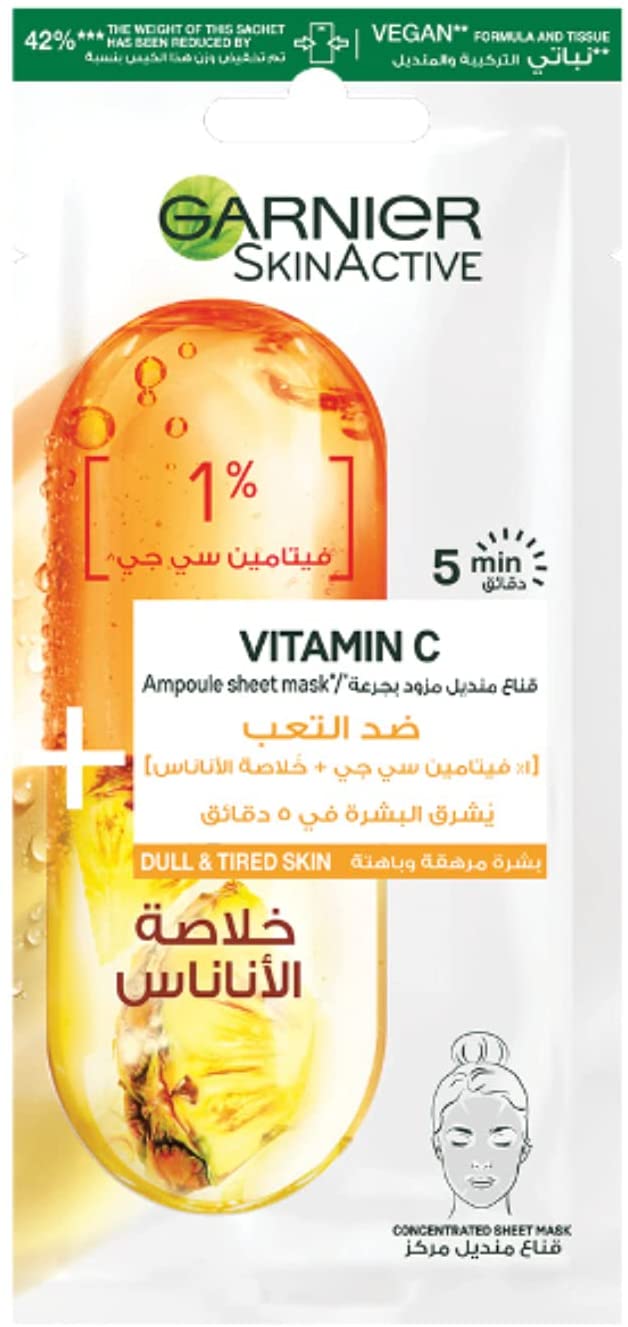 42%*** THE WEIGHT OF THIS SACHET
HAS BEEN REDUCED BY
تم تخفيض وزن هذا الكيس بنسبة
VEGAN** FORMULA AND TISSUE
**نباتي التركيبة والمنديل
GARNIER
SKINACTIVE
1%
فيتامين سي جي^
5 min
دقائق
VITAMIN C
Ampoule sheet mask*/*قناع منديل مزود بجرعة
ضد التعب
[١٪ فيتامين سي جي + خُلاصة الأناناس]
يُشرق البشرة في ٥ دقائق
DULL & TIRED SKIN بشرة مرهقة وباهتة
خلاصة
الأناناس
CONCENTRATED SHEET MASK
قناع منديل مركز